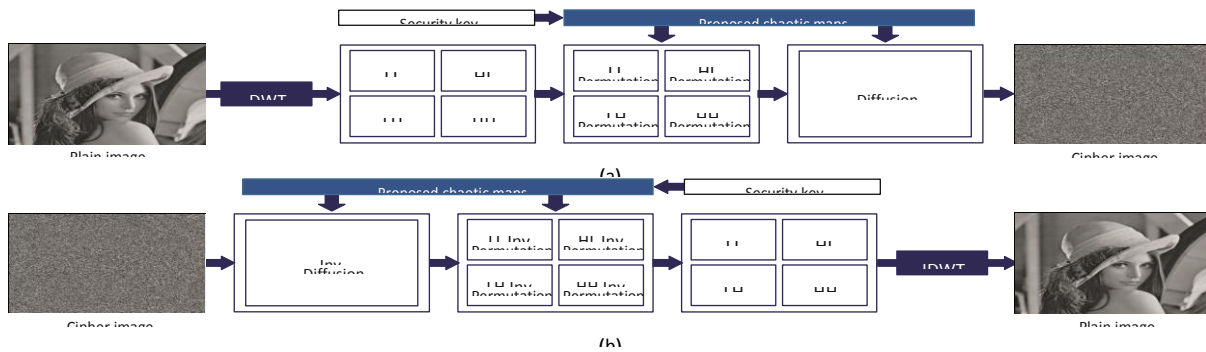 Security key
Proposed chaotic maps
DWT
LL
HL
LH
HH
LL
Permutation
HL
Permutation
LH
Permutation
HH
Permutation
Diffusion
Plain image
Cipher image
(a)
Proposed chaotic maps
Security key
Inv
Diffusion
LL Inv
Permutation
HL Inv
Permutation
LH Inv
Permutation
HH Inv
Permutation
LL
HL
LH
HH
IDWT
Cipher image
Plain image
(b)